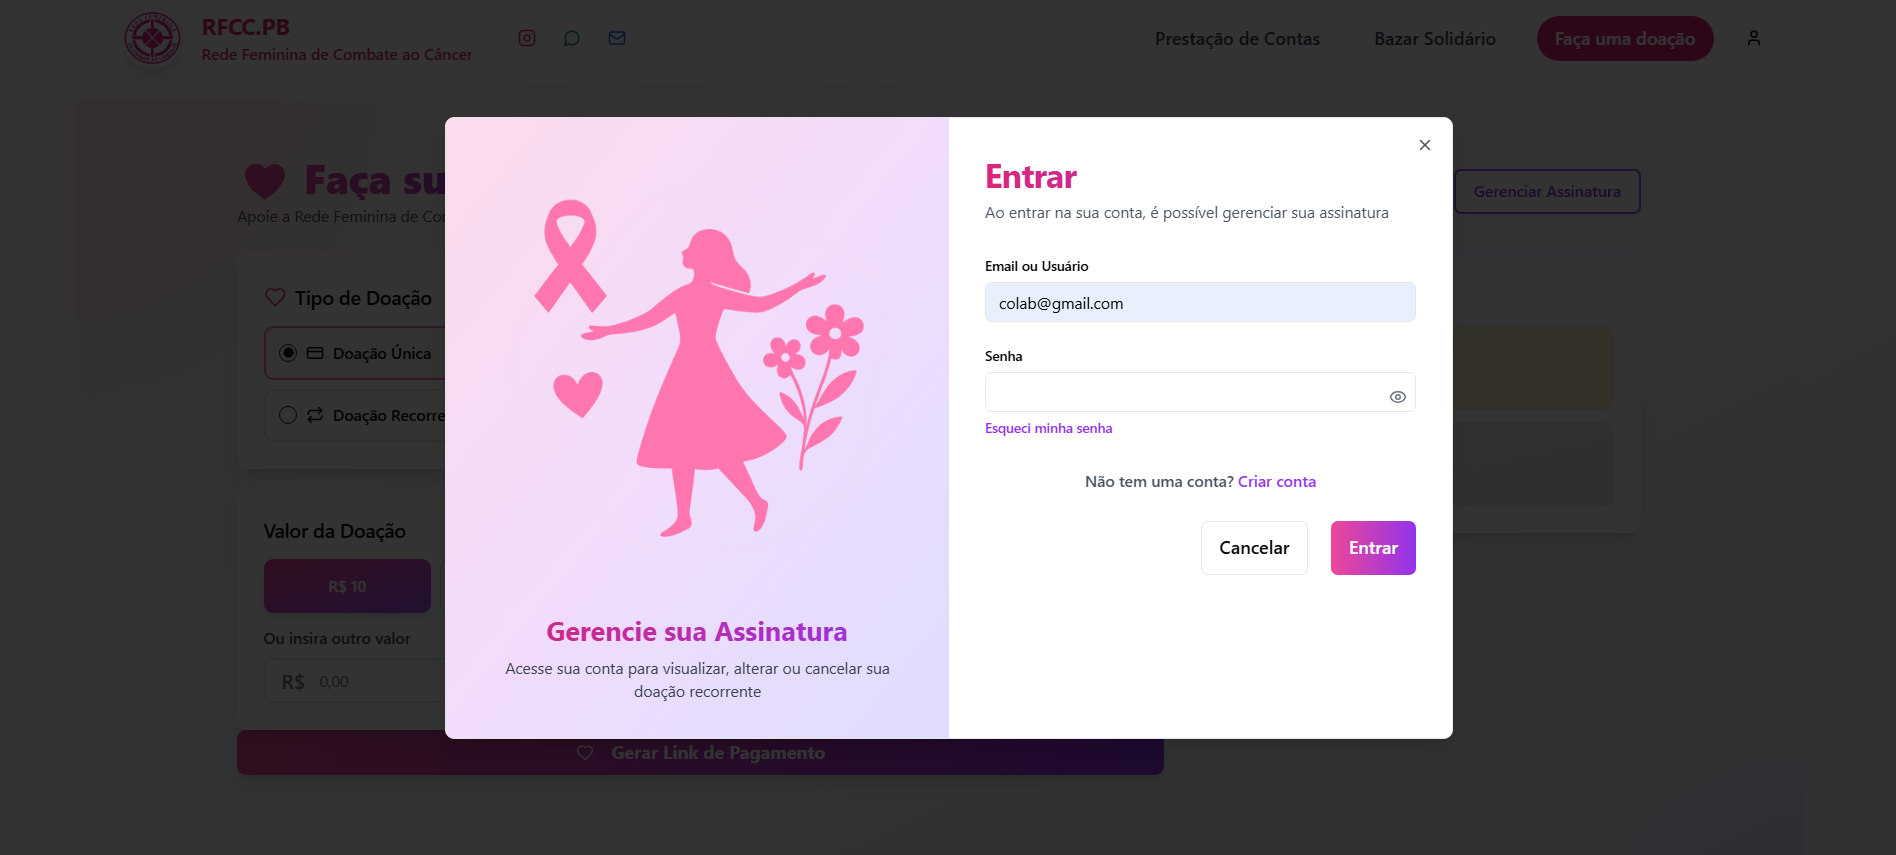 RFCC.PB
Rede Feminina de Combate ao Câncer
Prestação de Contas
Bazar Solidário
Faça uma doação
Faça su
Apoie a Rede Feminina de Co
Gerenciar Assinatura
Tipo de Doação
Doação Única
Doação Recorre
Valor da Doação
R$ 10
Ou insira outro valor
R$ 0,00
Gerar Link de Pagamento
Gerencie sua Assinatura
Acesse sua conta para visualizar, alterar ou cancelar sua
doação recorrente
Entrar
Ao entrar na sua conta, é possível gerenciar sua assinatura
Email ou Usuário
colab@gmail.com
Senha
Esqueci minha senha
Não tem uma conta? Criar conta
Cancelar
Entrar